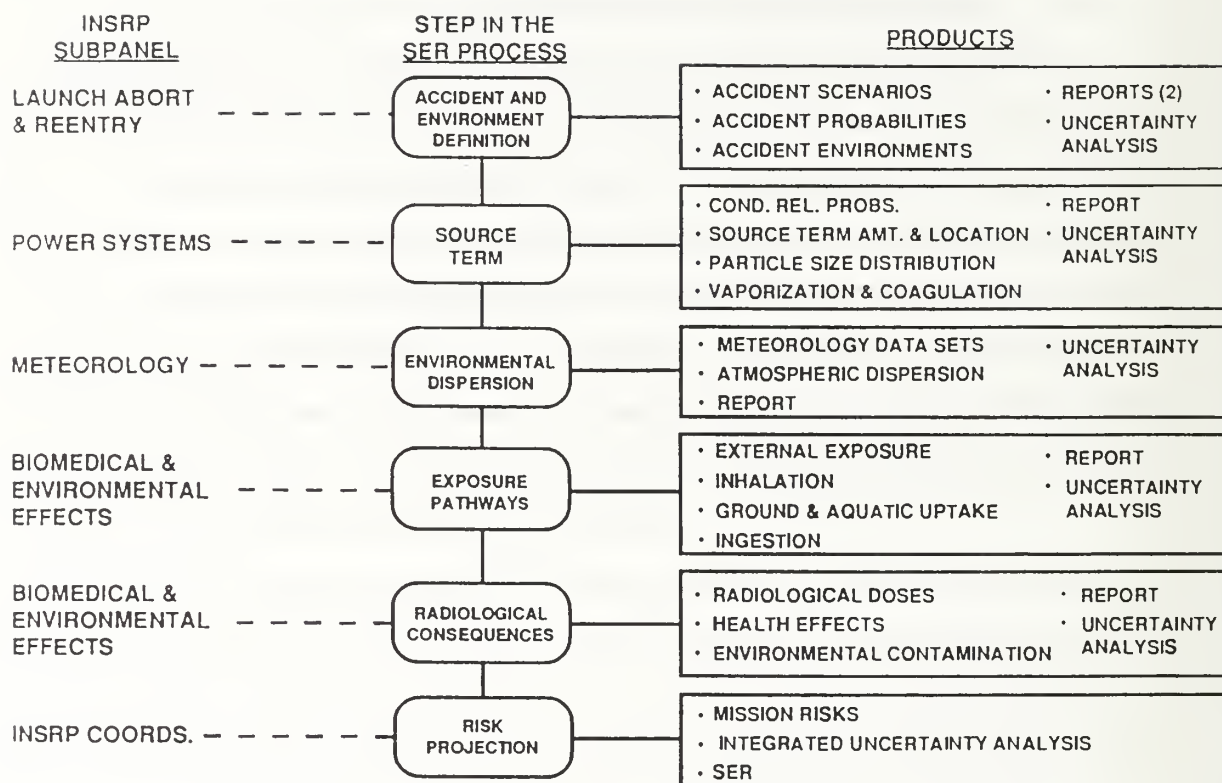 INSRP
SUBPANEL
STEP IN THE
SER PROCESS
PRODUCTS
LAUNCH ABORT
& REENTRY
ACCIDENT AND
ENVIRONMENT
DEFINITION
· ACCIDENT SCENARIOS
· ACCIDENT PROBABILITIES
· ACCIDENT ENVIRONMENTS
· REPORTS (2)
· UNCERTAINTY
ANALYSIS
POWER SYSTEMS
SOURCE
TERM
· COND. REL. PROBS.
· SOURCE TERM AMT. & LOCATION
· PARTICLE SIZE DISTRIBUTION
· VAPORIZATION & COAGULATION
· REPORT
· UNCERTAINTY
ANALYSIS
METEOROLOGY
ENVIRONMENTAL
DISPERSION
· METEOROLOGY DATA SETS
· ATMOSPHERIC DISPERSION
· REPORT
· UNCERTAINTY
ANALYSIS
BIOMEDICAL &
ENVIRONMENTAL
EFFECTS
EXPOSURE
PATHWAYS
· EXTERNAL EXPOSURE
· INHALATION
· GROUND & AQUATIC UPTAKE
· INGESTION
· REPORT
· UNCERTAINTY
ANALYSIS
BIOMEDICAL &
ENVIRONMENTAL
EFFECTS
RADIOLOGICAL
CONSEQUENCES
· RADIOLOGICAL DOSES
· HEALTH EFFECTS
· ENVIRONMENTAL CONTAMINATION
· REPORT
· UNCERTAINTY
ANALYSIS
INSRP COORDS.
RISK
PROJECTION
· MISSION RISKS
· INTEGRATED UNCERTAINTY ANALYSIS
· SER